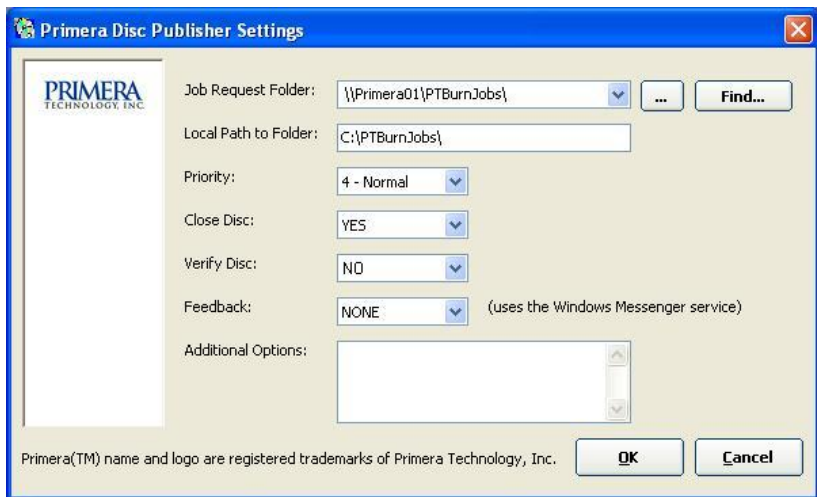 Primera Disc Publisher Settings
PRIMERA
TECHNOLOGY, INC.
Job Request Folder: \\Primera01\PTBurnJobs\ ... Find...
Local Path to Folder: C:\PTBurnJobs\
Priority: 4 - Normal
Close Disc: YES
Verify Disc: NO
Feedback: NONE (uses the Windows Messenger service)
Additional Options:
Primera(TM) name and logo are registered trademarks of Primera Technology, Inc. OK Cancel